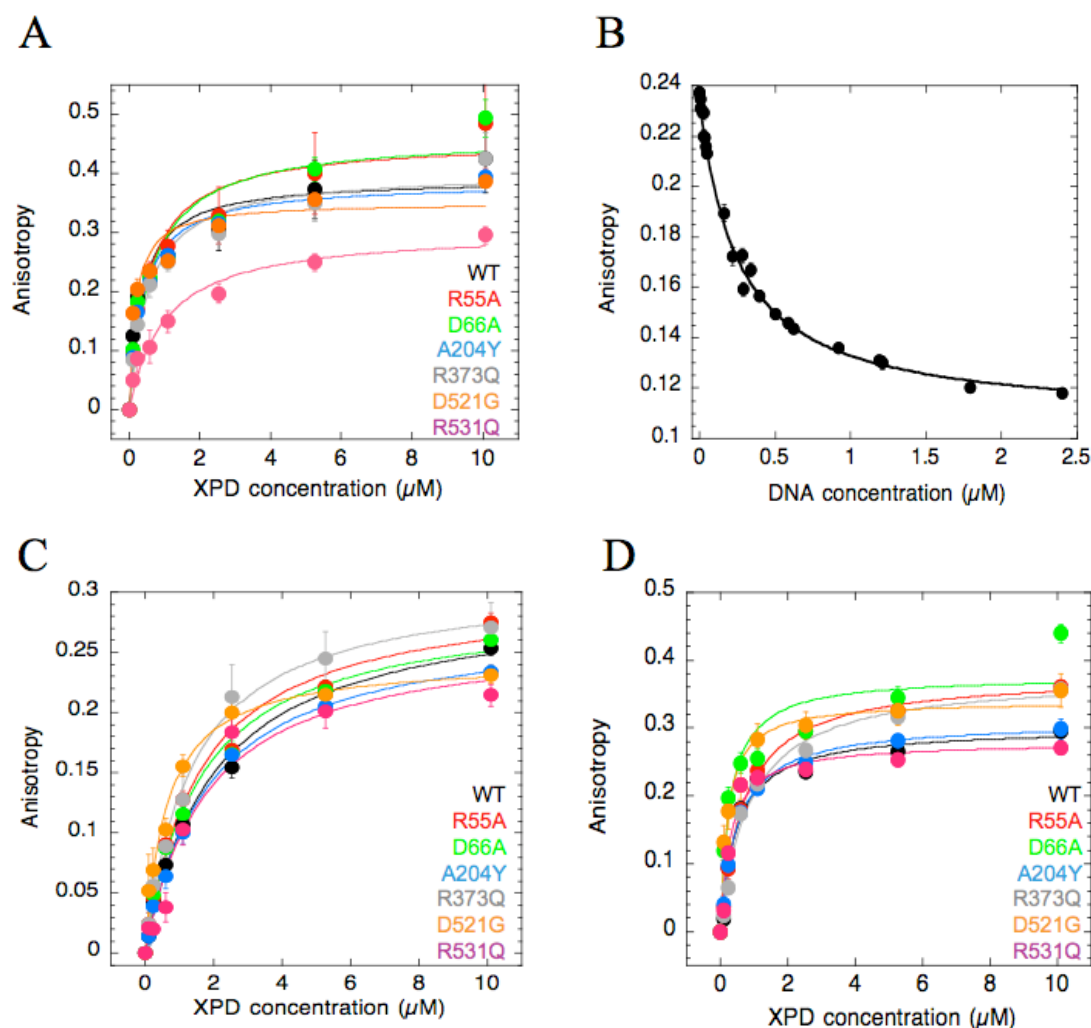 A
Anisotropy
0.5
0.4
0.3
0.2
0.1
0
WT
R55A
D66A
A204Y
R373Q
D521G
R531Q
0 2 4 6 8 10
XPD concentration (µM)
B
Anisotropy
0.24
0.22
0.2
0.18
0.16
0.14
0.12
0.1
0 0.5 1 1.5 2 2.5
DNA concentration (µM)
C
Anisotropy
0.3
0.25
0.2
0.15
0.1
0.05
0
WT
R55A
D66A
A204Y
R373Q
D521G
R531Q
0 2 4 6 8 10
XPD concentration (µM)
D
Anisotropy
0.5
0.4
0.3
0.2
0.1
0
WT
R55A
D66A
A204Y
R373Q
D521G
R531Q
0 2 4 6 8 10
XPD concentration (µM)